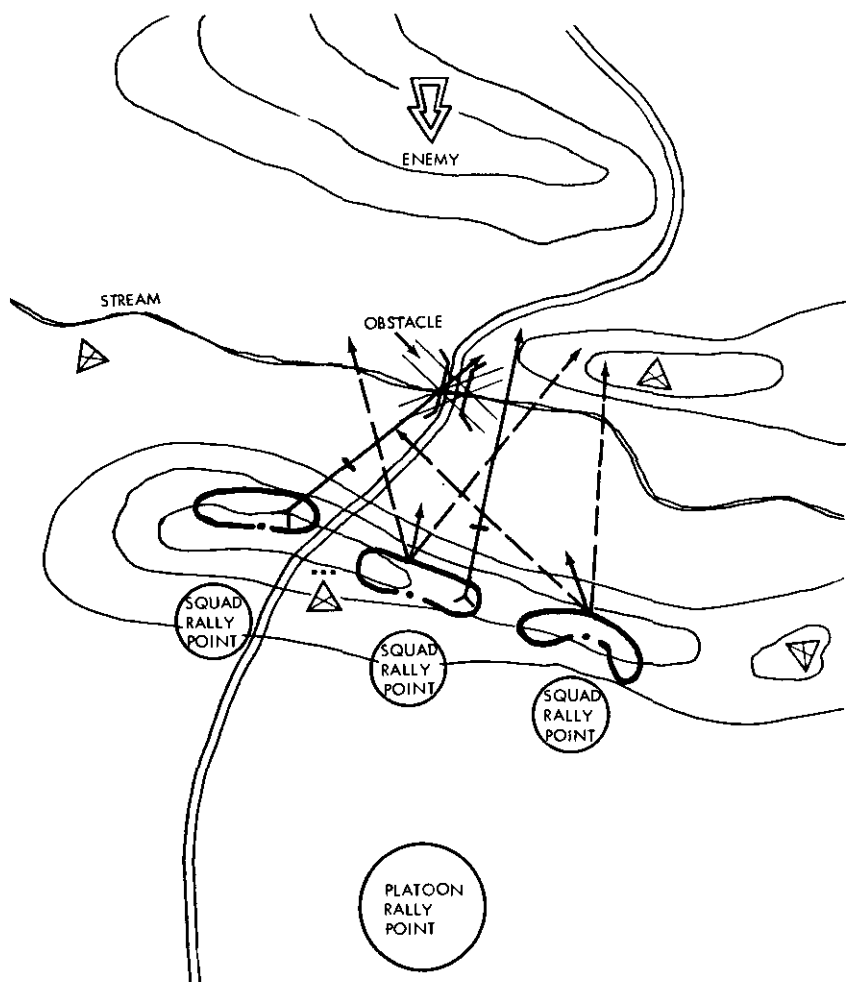 ENEMY
STREAM
OBSTACLE
SQUAD
RALLY
POINT
SQUAD
RALLY
POINT
SQUAD
RALLY
POINT
PLATOON
RALLY
POINT